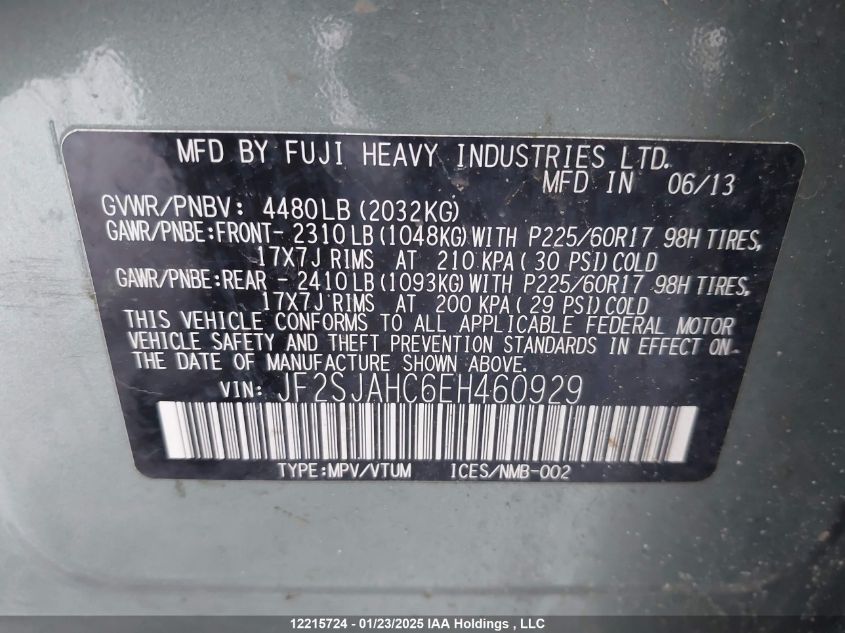 MFD BY FUJI HEAVY INDUSTRIES LTD.
MFD IN 06/13
GVWR/PNBV: 4480LB (2032KG)
GAWR/PNBE:FRONT- 2310LB (1048KG) WITH P225/60R17 98H TIRES,
17X7J RIMS AT 210 KPA ( 30 PSI) COLD
GAWR/PNBE:REAR - 2410LB (1093KG) WITH P225/60R17 98H TIRES,
17X7J RIMS AT 200 KPA ( 29 PSI) COLD
THIS VEHICLE CONFORMS TO ALL APPLICABLE FEDERAL MOTOR
VEHICLE SAFETY AND THEFT PREVENTION STANDARDS IN EFFECT ON
THE DATE OF MANUFACTURE SHOWN ABOVE.
VIN: JF2SJAHC6EH460929
TYPE:MPV/VTUM ICES/NMB-002
12215724 - 01/23/2025 IAA Holdings , LLC